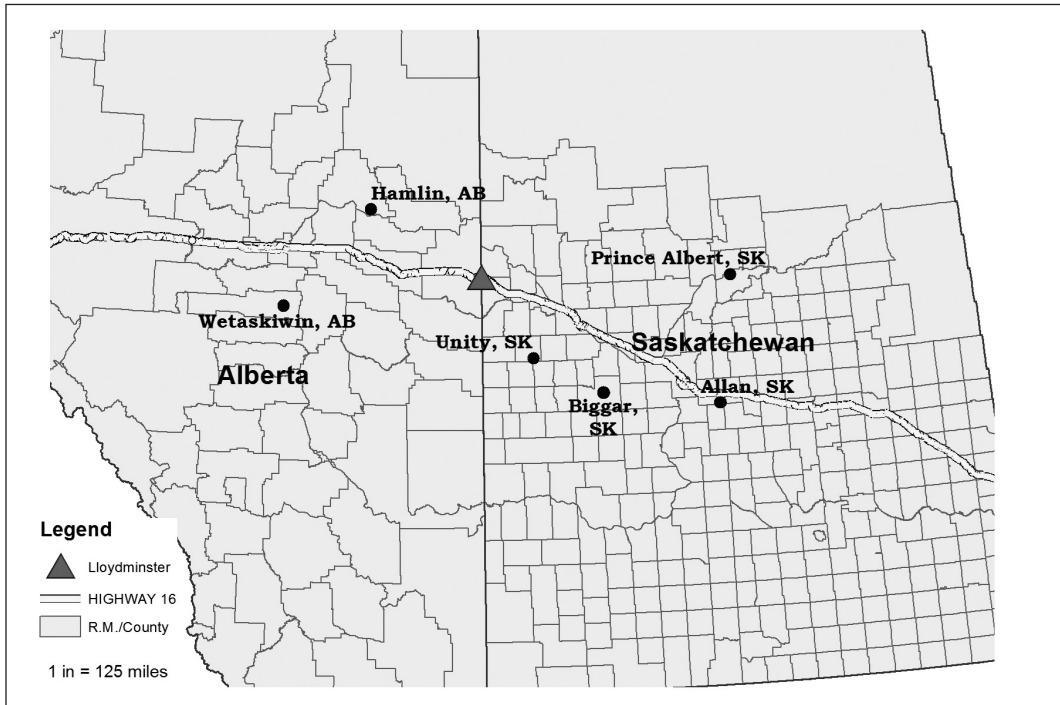 Hamlin, AB
Prince Albert, SK
Wetaskiwin, AB
Unity, SK
Saskatchewan
Alberta
Allan, SK
Biggar,
SK
Legend
Lloydminster
HIGHWAY 16
R.M./County
1 in = 125 miles